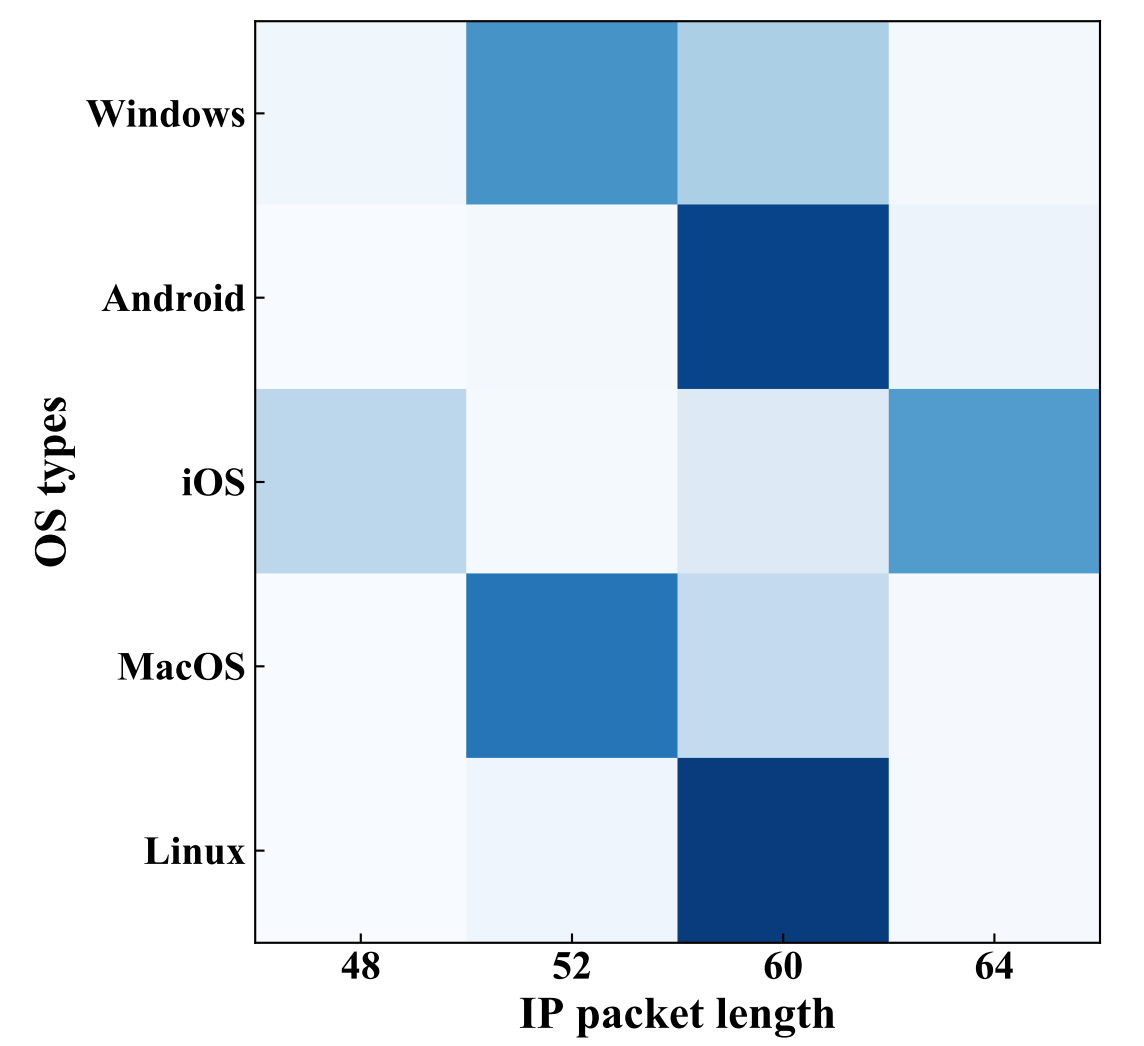 Windows
Android
iOS
MacOS
Linux
OS types
48 52 60 64
IP packet length